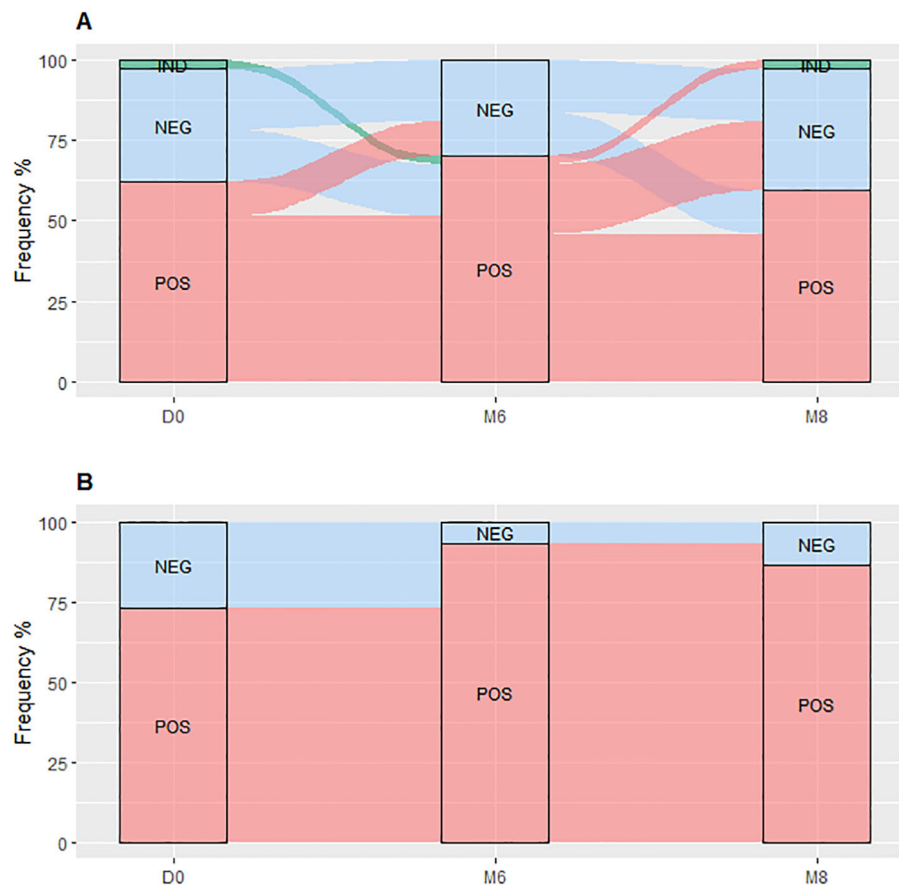 A
Frequency %
100
75
50
25
0
IND
NEG
POS
NEG
POS
IND
NEG
POS
D0
M6
M8
B
Frequency %
100
75
50
25
0
NEG
POS
NEG
POS
NEG
POS
D0
M6
M8